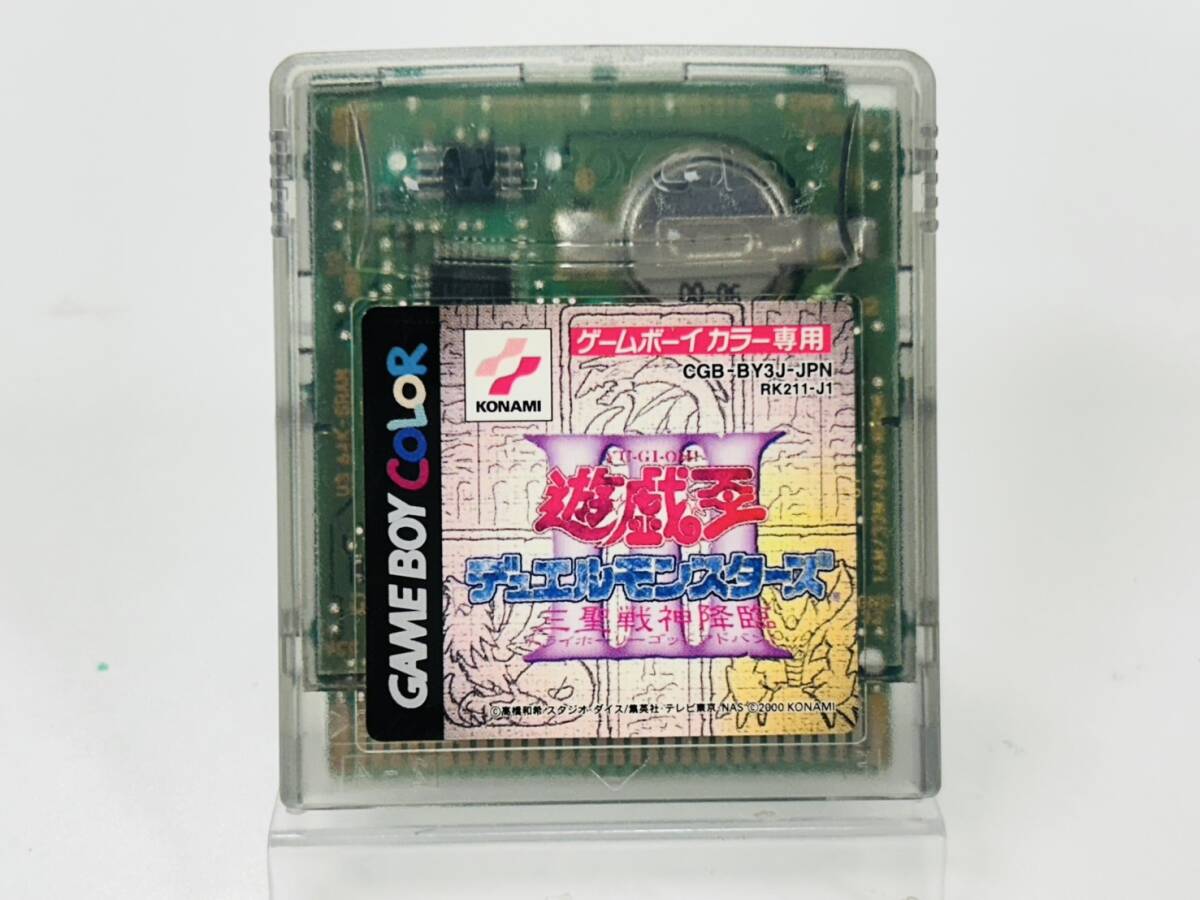 GAME BOY COLOR
KONAMI
ゲームボーイカラー専用
CGB-BY3J-JPN
RK211-J1
YU-GI-OH!
遊戯王
III
デュエルモンスターズ
三聖戦神降臨
©高橋和希 スタジオ・ダイス/集英社・テレビ東京・NAS ©2000 KONAMI
U3 64K-SRAM